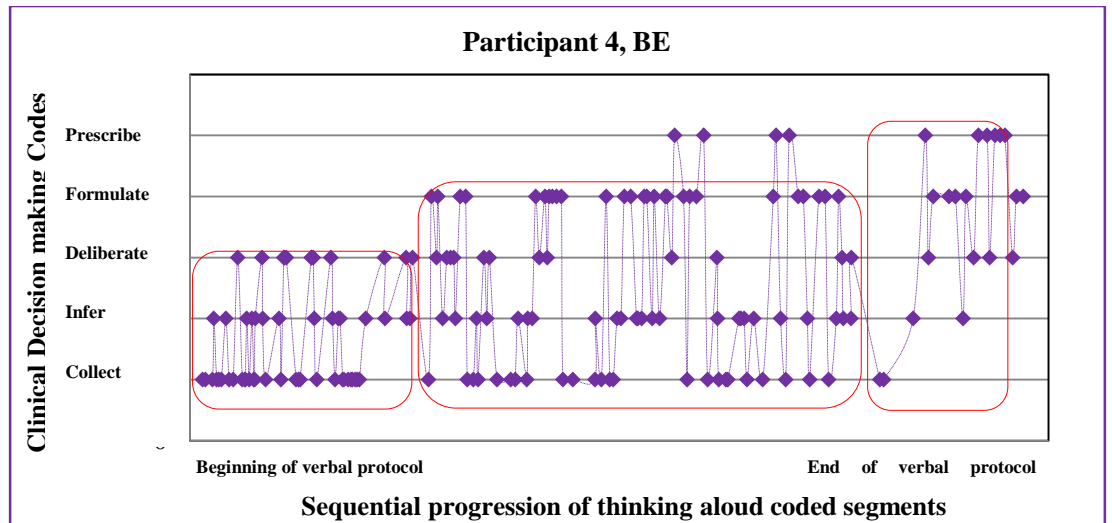 Participant 4, BE
Clinical Decision making Codes
Prescribe
Formulate
Deliberate
Infer
Collect
Beginning of verbal protocol
End of verbal protocol
Sequential progression of thinking aloud coded segments